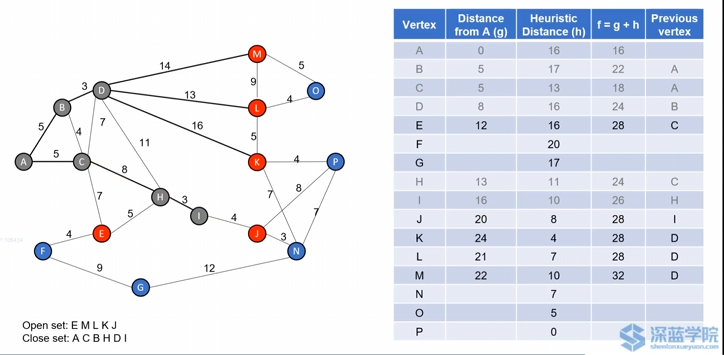 14
M
5
3
D
9
O
13
L
4
B
7
16
5
5
4
11
A
5
C
8
K
4
P
7
H
3
I
7
8
7
5
4
J
3
4
E
N
F
9
12
G
Open set: E M L K J
Close set: A C B H D I
Vertex Distance from A (g) Heuristic Distance (h) f = g + h Previous vertex
A 0 16 16
B 5 17 22 A
C 5 13 18 A
D 8 16 24 B
E 12 16 28 C
F 20
G 17
H 13 11 24 C
I 16 10 26 H
J 20 8 28 I
K 24 4 28 D
L 21 7 28 D
M 22 10 32 D
N 7
O 5
P 0
深蓝学院
shenlanxueyuan.com